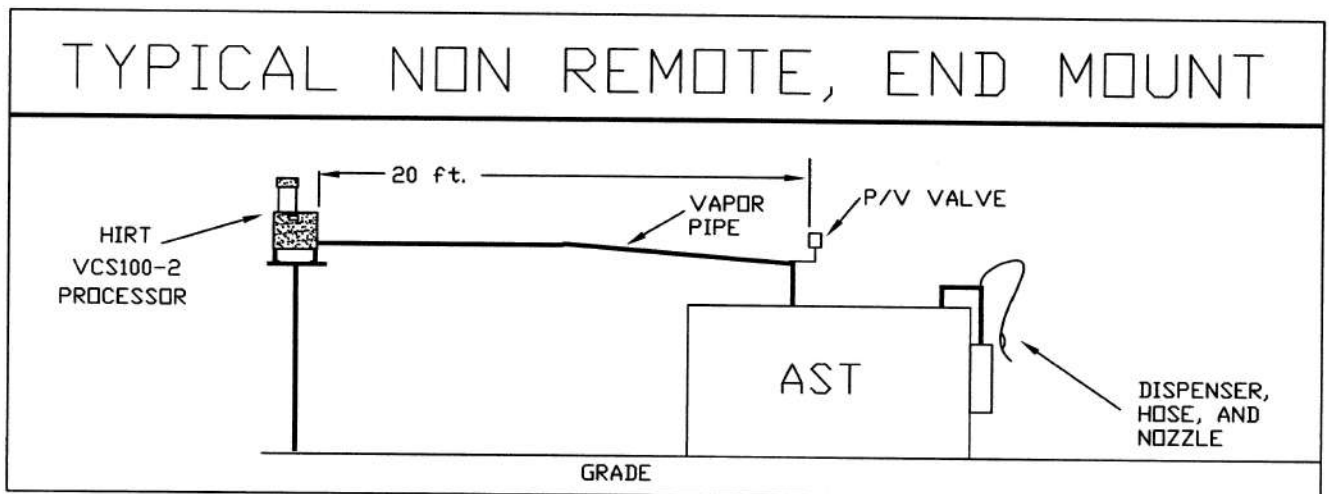 TYPICAL NON REMOTE, END MOUNT
20 ft.
VAPOR
PIPE
P/V VALVE
HIRT
VCS100-2
PROCESSOR
AST
DISPENSER,
HOSE, AND
NOZZLE
GRADE